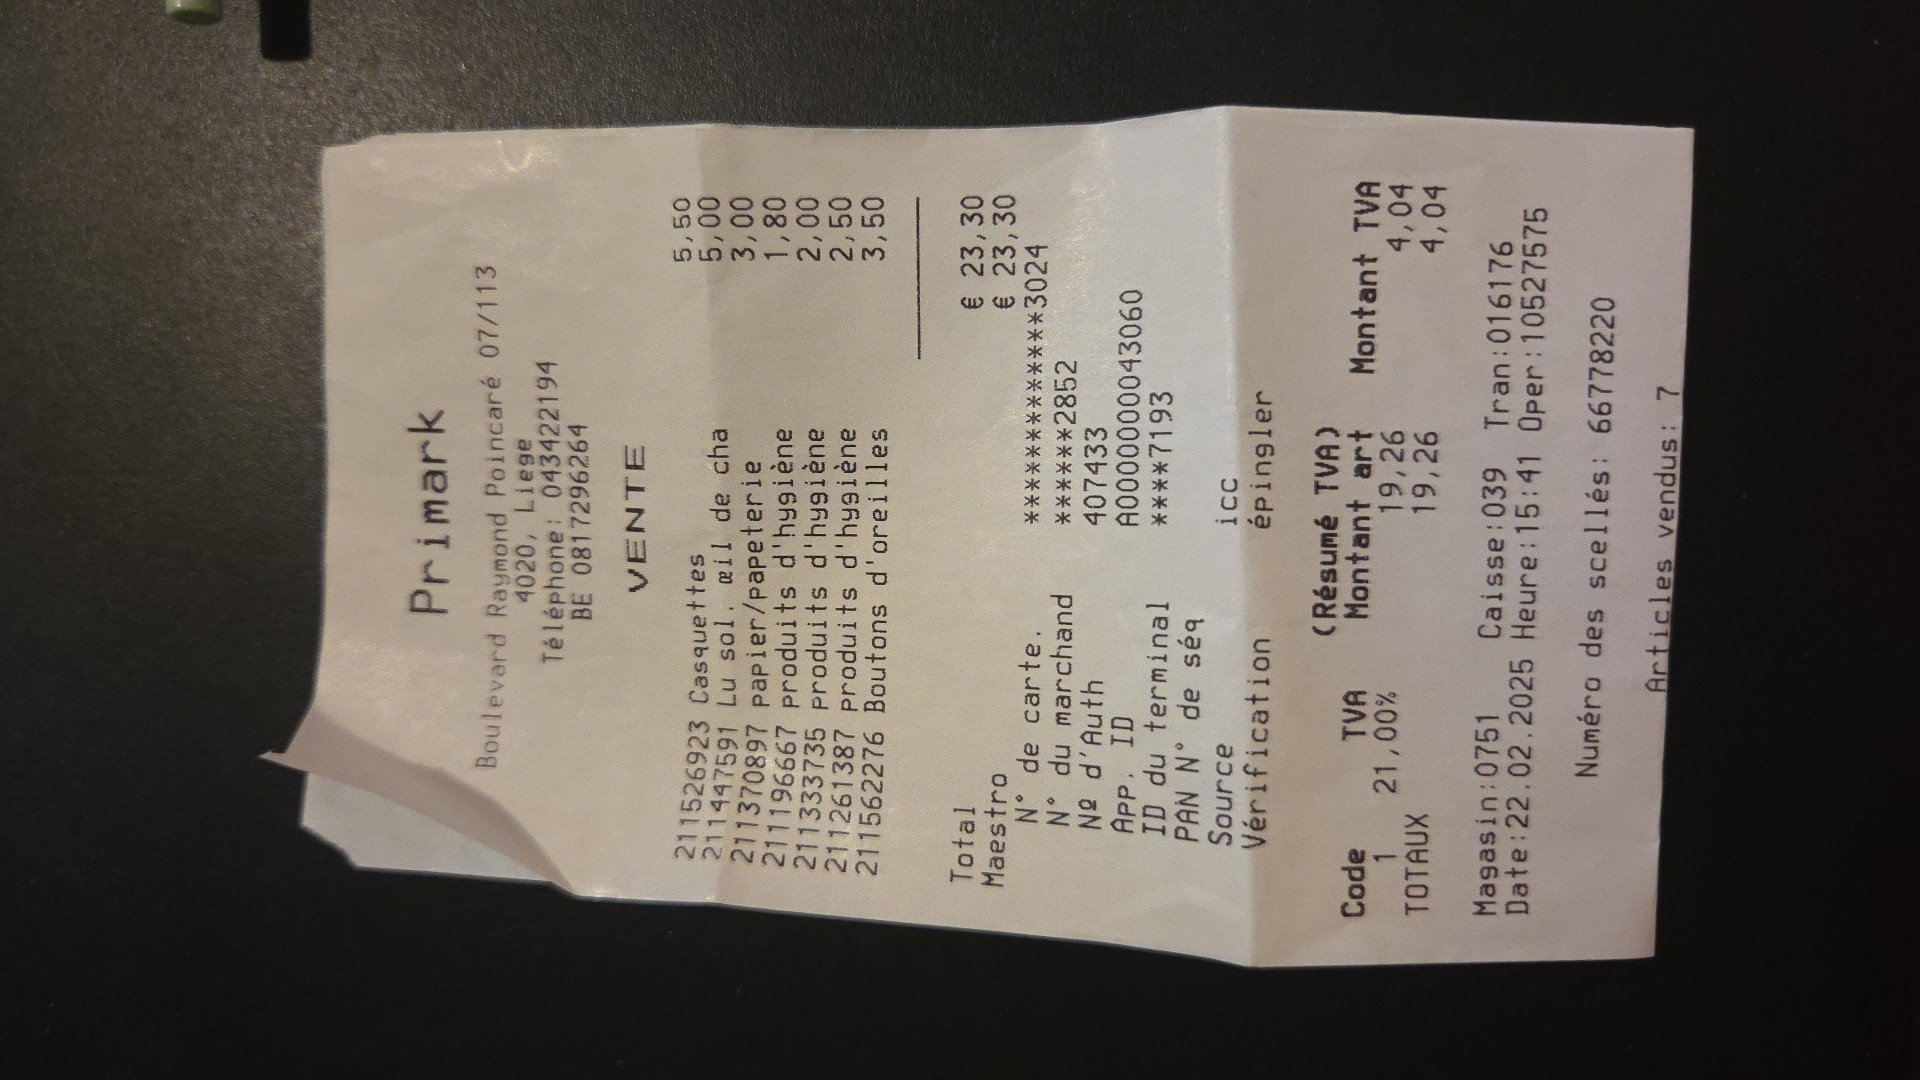 Primark
Boulevard Raymond Poincaré 07/113
4020, Liege
Téléphone: 043422194
BE 0817296264
VENTE
211526923 Casquettes 5,50
211447591 Lu sol. œil de cha 5,00
211370897 papier/papeterie 3,00
211196667 produits d'hygiène 1,80
211333735 produits d'hygiène 2,00
211261387 produits d'hygiène 2,50
211562276 Boutons d'oreilles 3,50
Total € 23,30
Maestro € 23,30
N° de carte. ***************3024
N° du marchand ******2852
Nº d'Auth 407433
App. ID A0000000043060
ID du terminal ****7193
PAN N° de séq
Source icc
Vérification épingler
(Résumé TVA)
Code TVA Montant art Montant TVA
1 21,00% 19,26 4,04
TOTAUX 19,26 4,04
Magasin:0751 Caisse:039 Tran:016176
Date:22.02.2025 Heure:15:41 Oper:10527575
Numéro des scellés: 66778220
Articles vendus: 7